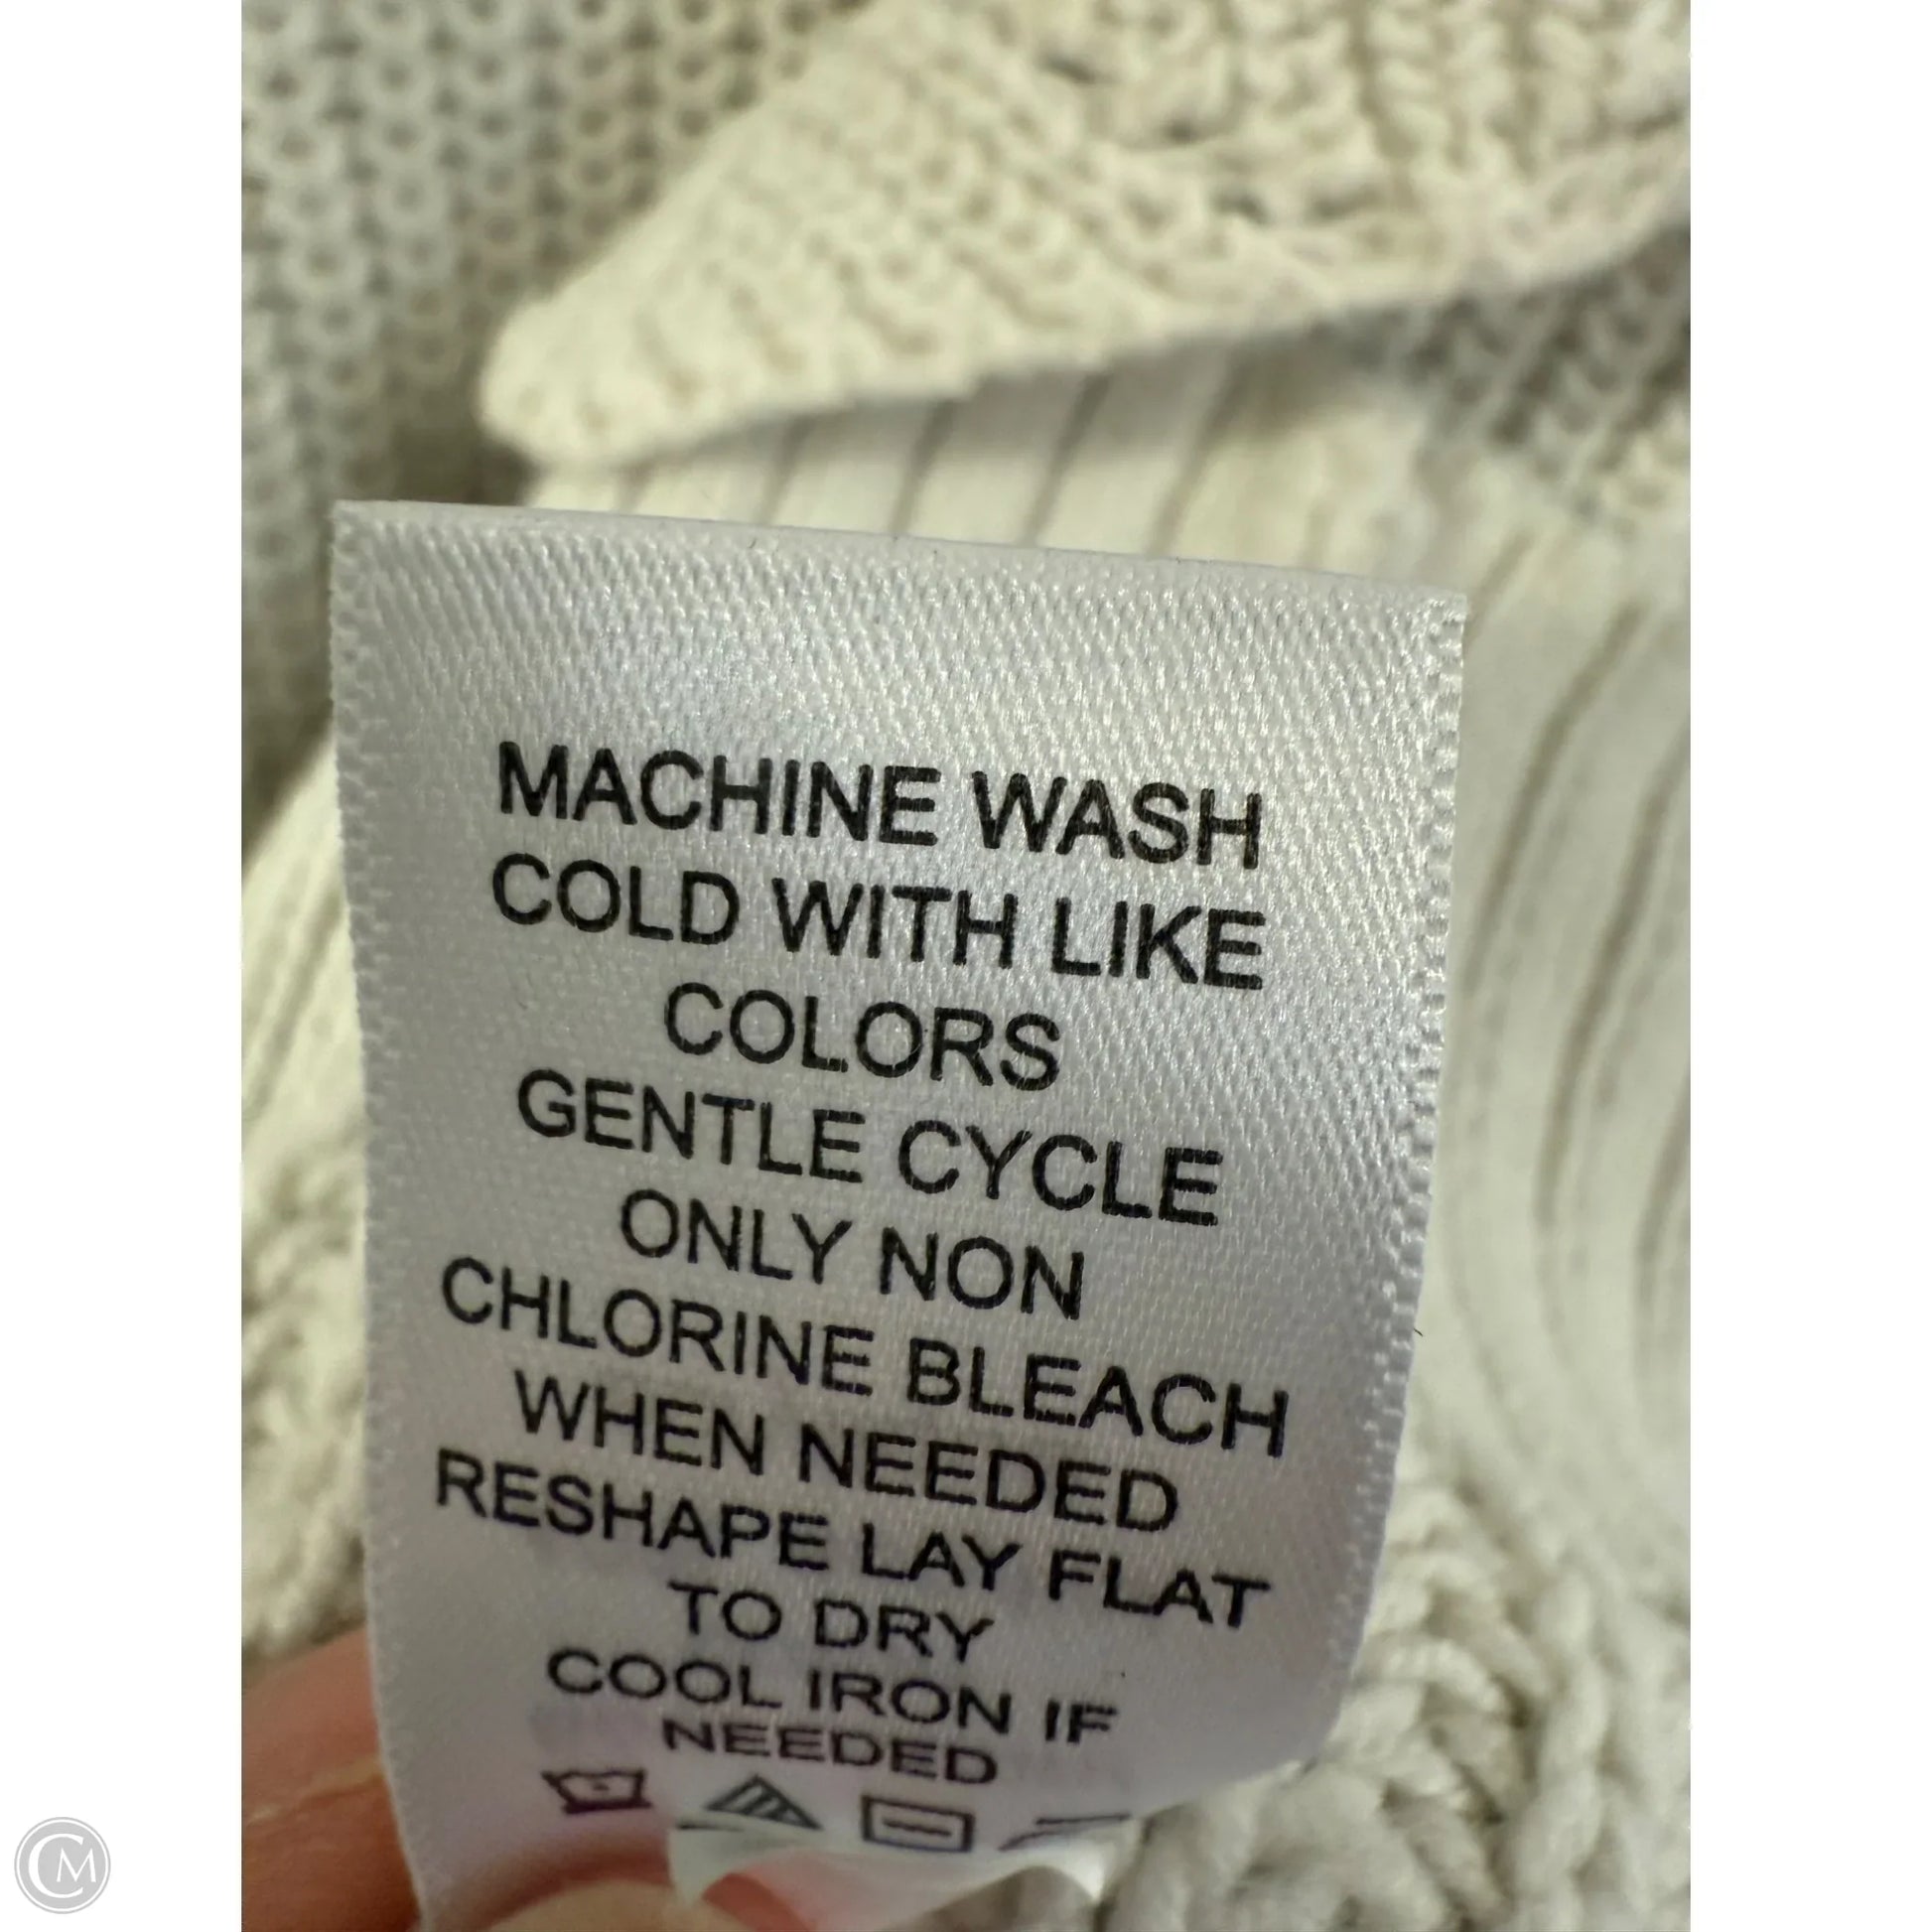 MACHINE WASH
COLD WITH LIKE
COLORS
GENTLE CYCLE
ONLY NON
CHLORINE BLEACH
WHEN NEEDED
RESHAPE LAY FLAT
TO DRY
COOL IRON IF
NEEDED
CM